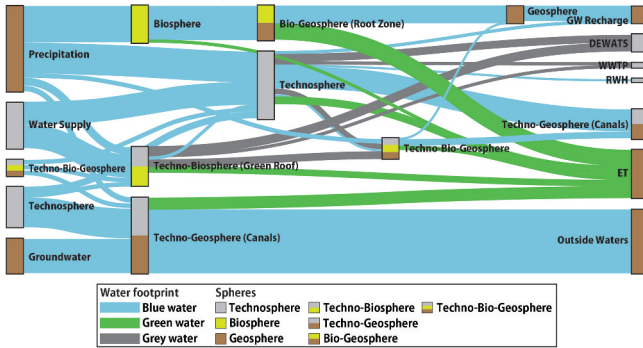 Precipitation
Water Supply
Techno-Bio-Geosphere
Technosphere
Groundwater
Biosphere
Techno-Biosphere (Green Roof)
Techno-Geosphere (Canals)
Bio-Geosphere (Root Zone)
Technosphere
Techno-Bio-Geosphere
Geosphere
GW Recharge
DEWATS
WWTP
RWH
Techno-Geosphere (Canals)
ET
Outside Waters
Water footprint
Blue water
Green water
Grey water
Spheres
Technosphere
Biosphere
Geosphere
Techno-Biosphere
Techno-Geosphere
Bio-Geosphere
Techno-Bio-Geosphere